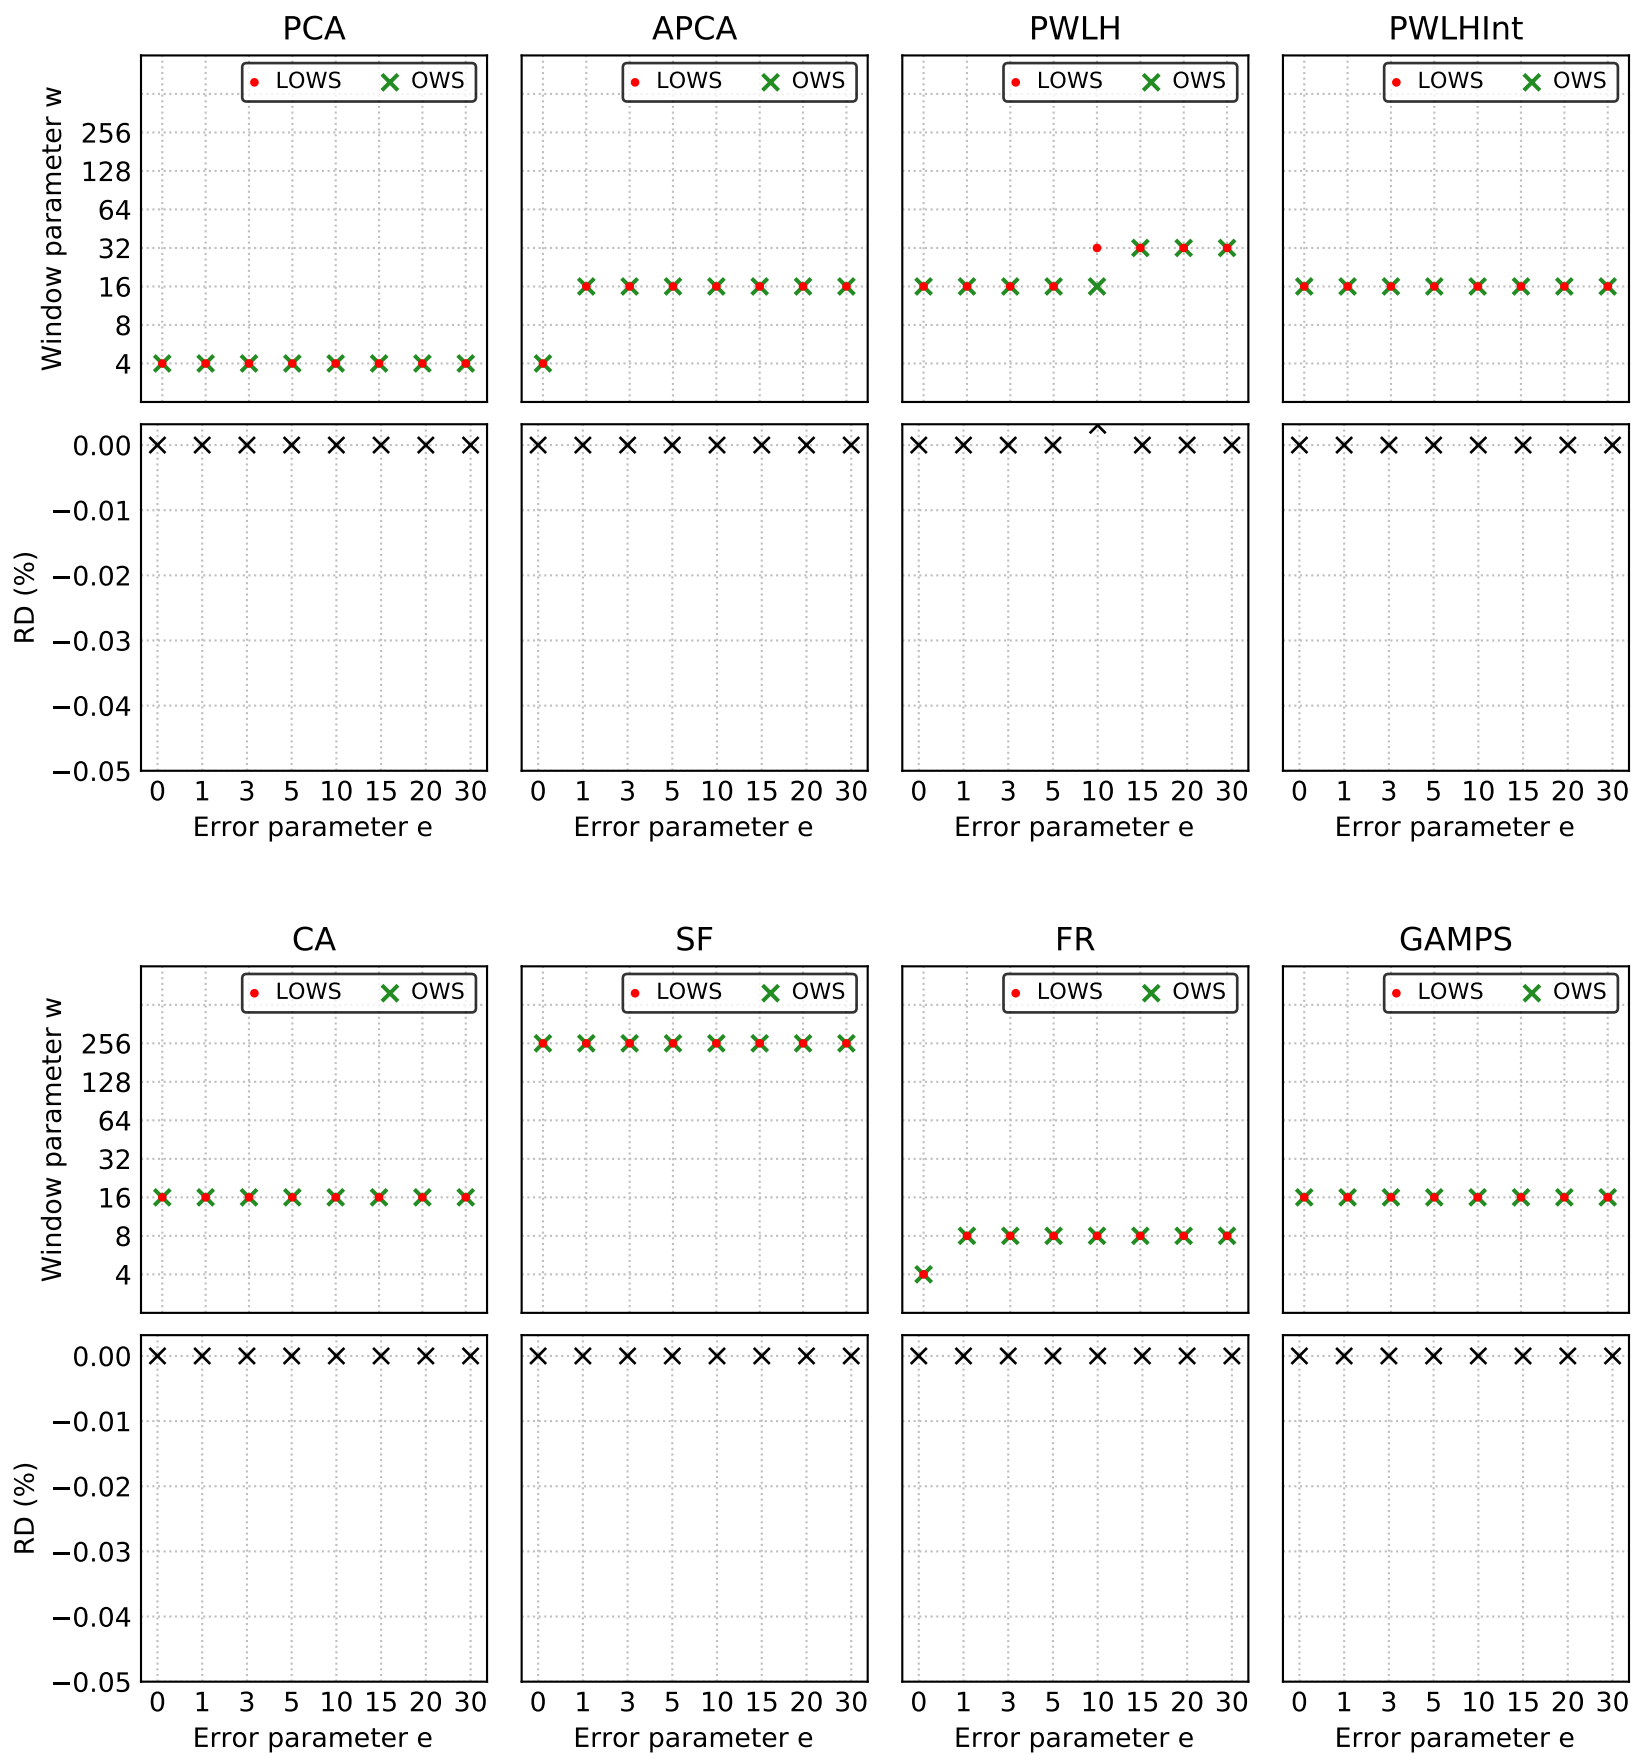 PCA APCA PWLH PWLHInt
LOWS OWS LOWS OWS LOWS OWS LOWS OWS
Window parameter w
256
128
64
32
16
8
4
RD (%)
0.00
−0.01
−0.02
−0.03
−0.04
−0.05
0 1 3 5 10 15 20 30 0 1 3 5 10 15 20 30 0 1 3 5 10 15 20 30 0 1 3 5 10 15 20 30
Error parameter e Error parameter e Error parameter e Error parameter e
CA SF FR GAMPS
LOWS OWS LOWS OWS LOWS OWS LOWS OWS
Window parameter w
256
128
64
32
16
8
4
RD (%)
0.00
−0.01
−0.02
−0.03
−0.04
−0.05
0 1 3 5 10 15 20 30 0 1 3 5 10 15 20 30 0 1 3 5 10 15 20 30 0 1 3 5 10 15 20 30
Error parameter e Error parameter e Error parameter e Error parameter e